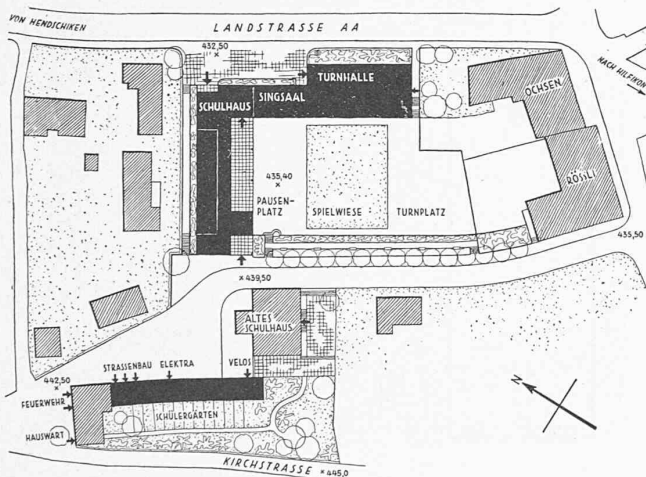 VON HENDSCHIKEN
LANDSTRASSE AA
432,50
×
NACH HILFIKON
TURNHALLE
OCHSEN
SCHULHAUS
SINGSAAL
RÖSSLI
435,40
×
PAUSEN-
PLATZ
SPIELWIESE
TURNPLATZ
435,50
× 439,50
ALTES
SCHULHAUS
N
STRASSENBAU
ELEKTRA
VELOS
442,50
×
FEUERWEHR
SCHÜLERGÄRTEN
HAUSWART
KIRCHSTRASSE × 445,0